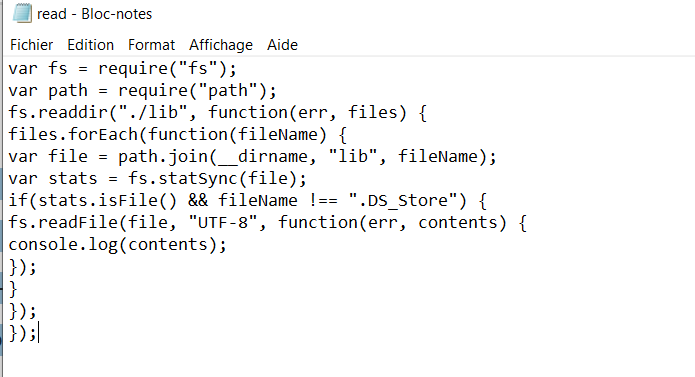 read - Bloc-notes
Fichier Edition Format Affichage Aide
var fs = require("fs");
var path = require("path");
fs.readdir("./lib", function(err, files) {
files.forEach(function(fileName) {
var file = path.join(__dirname, "lib", fileName);
var stats = fs.statSync(file);
if(stats.isFile() && fileName !== ".DS_Store") {
fs.readFile(file, "UTF-8", function(err, contents) {
console.log(contents);
});
}
});
});